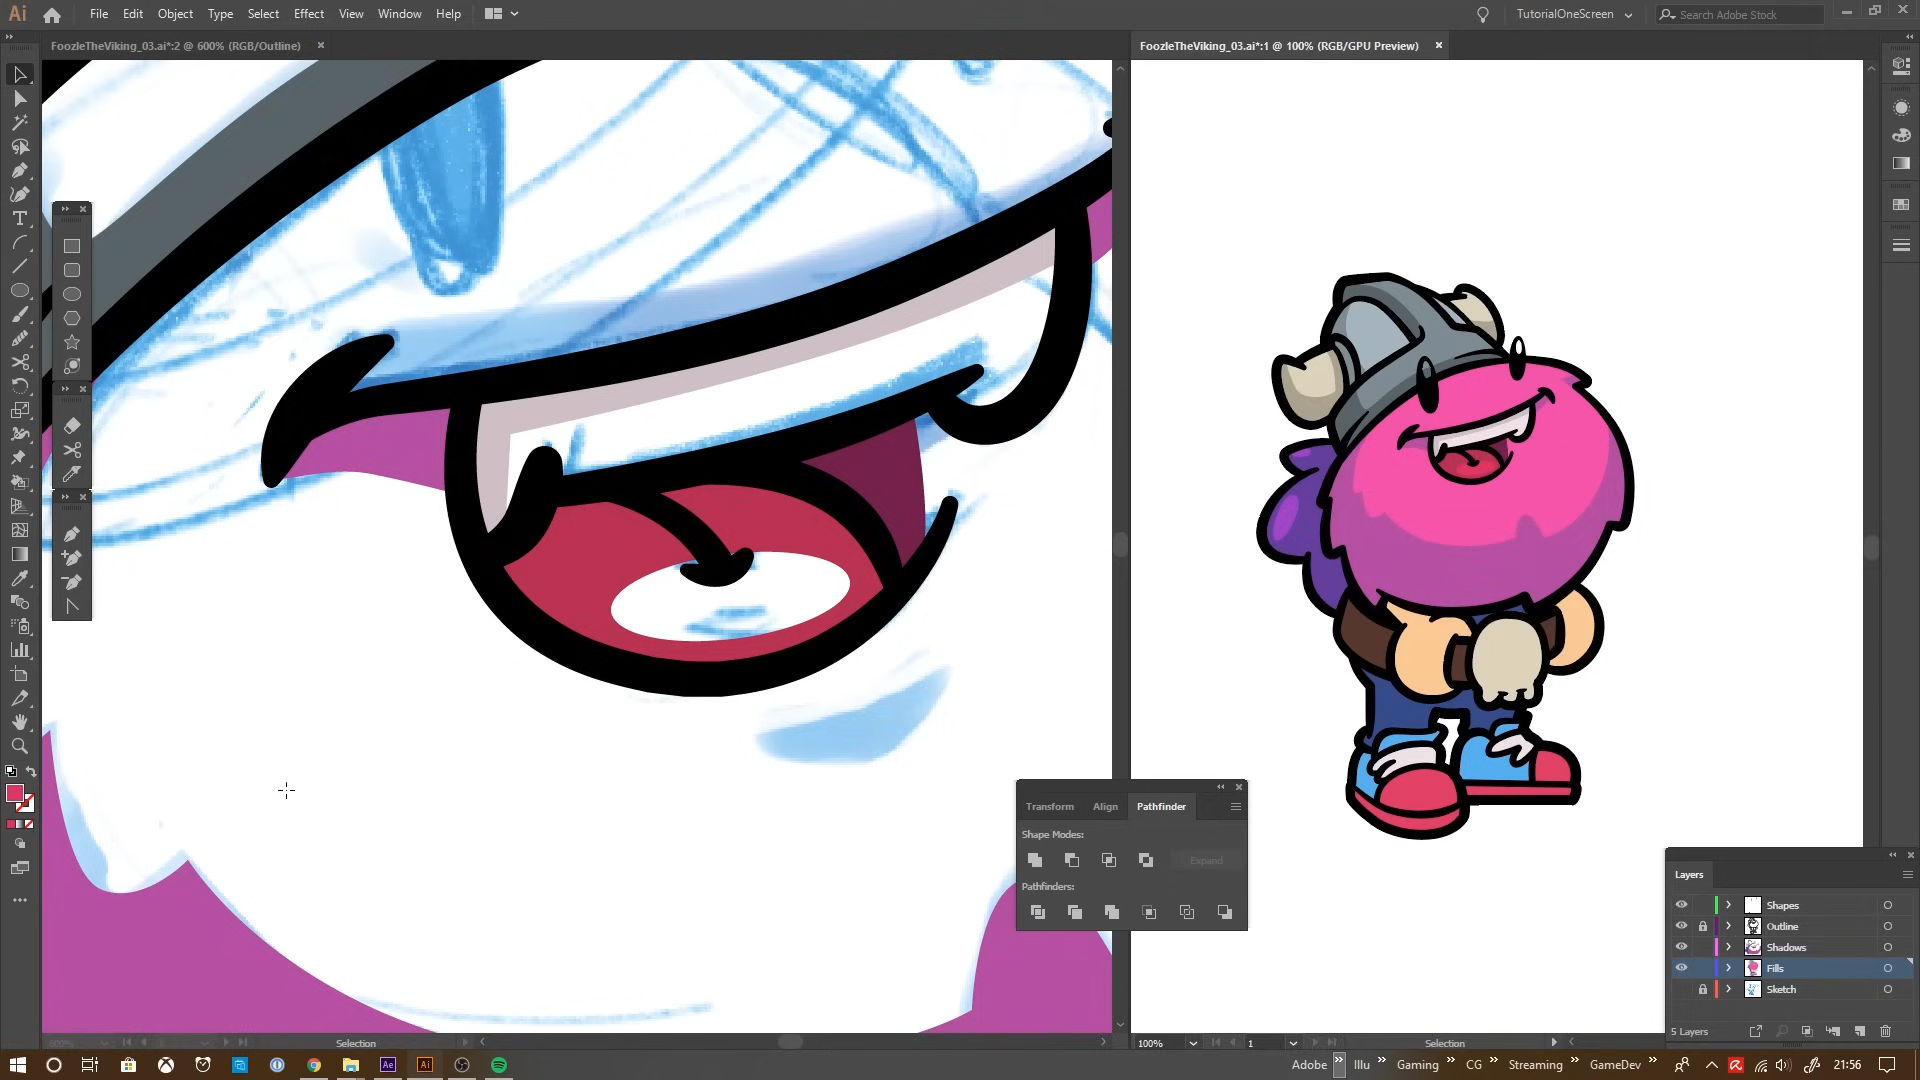 Ai File Edit Object Type Select Effect View Window Help TutorialOneScreen Search Adobe Stock
FoozleTheViking_03.ai*:2 @ 600% (RGB/Outline) FoozleTheViking_03.ai*:1 @ 100% (RGB/GPU Preview)
Transform Align Pathfinder
Shape Modes:
Expand
Pathfinders:
Layers
Shapes
Outline
Shadows
Fills
Sketch
5 Layers
Selection 100% 1 Selection
Ae Ai Adobe Illu Gaming CG Streaming GameDev 21:56